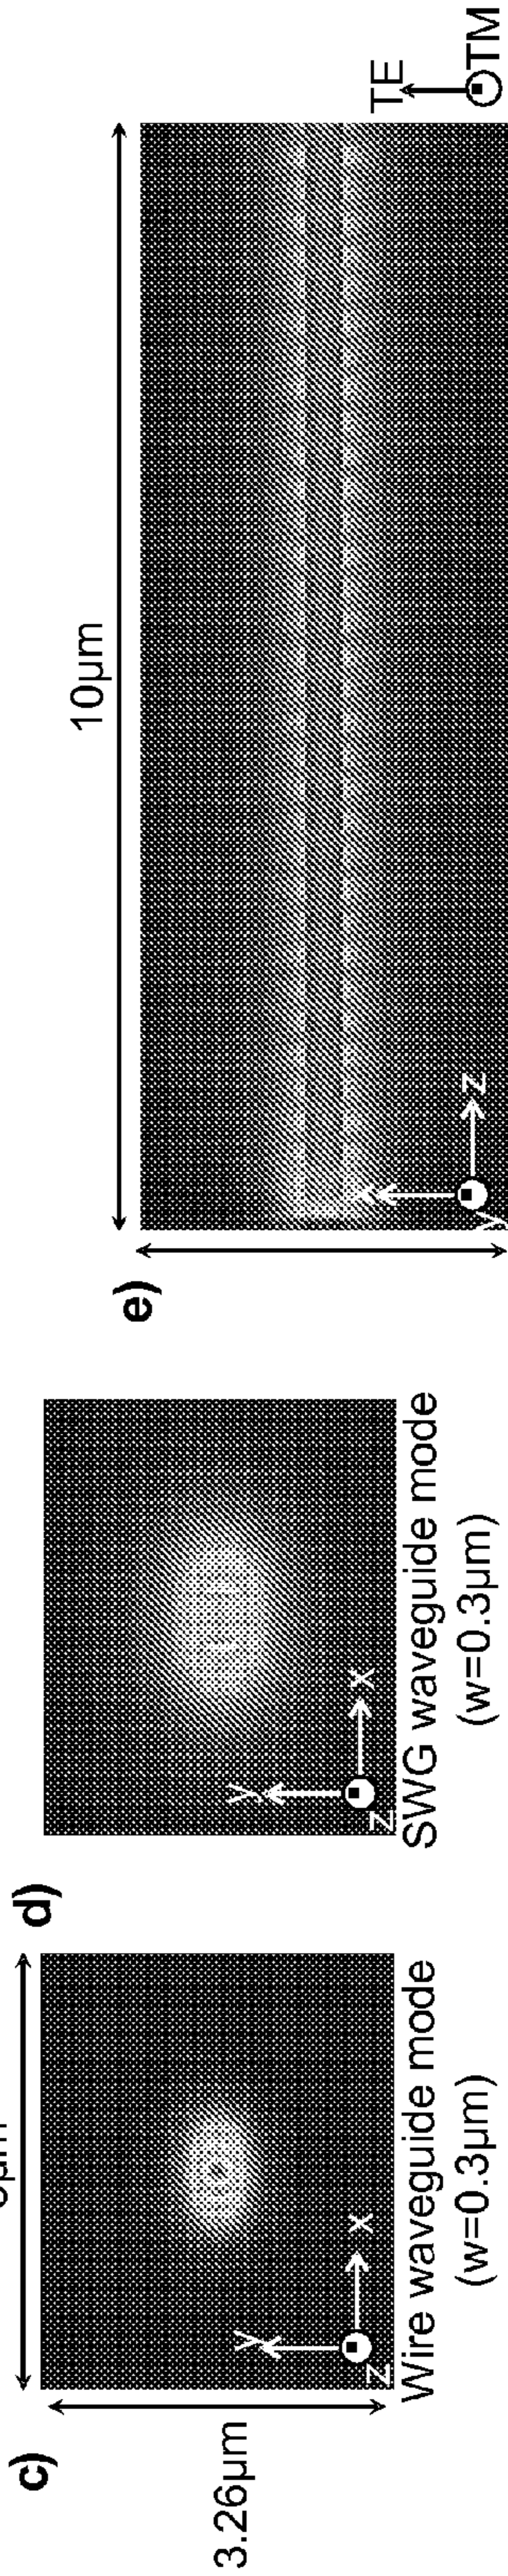 c)
3.26µm
y
x
z
Wire waveguide mode
(w=0.3µm)
d)
y
x
z
SWG waveguide mode
(w=0.3µm)
e)
10µm
x
z
y
TE
TM